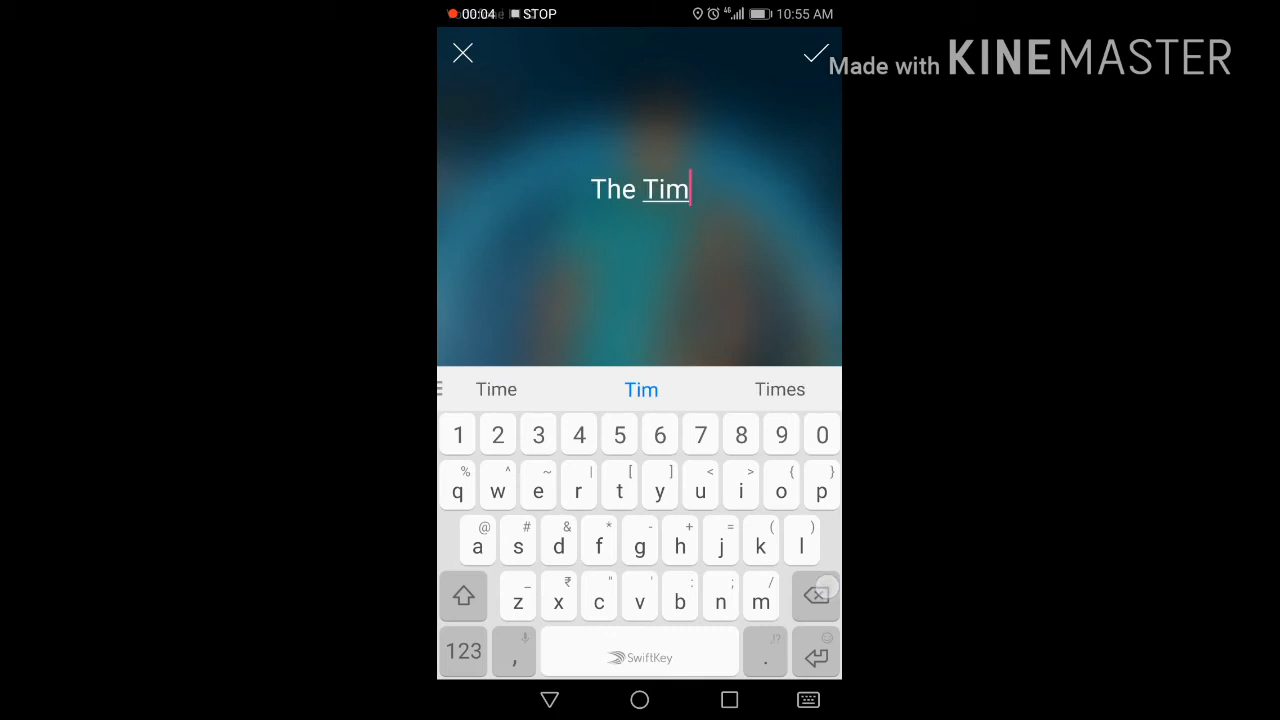 00:04 STOP 4G 10:55 AM
Made with KINEMASTER
The Tim
Time Tim Times
1 2 3 4 5 6 7 8 9 0
% ^ ~ | [ ] < > { }
q w e r t y u i o p
@ # & * - + = ( )
a s d f g h j k l
_ ₹ " ' : ; /
z x c v b n m
123 , SwiftKey ,!? .